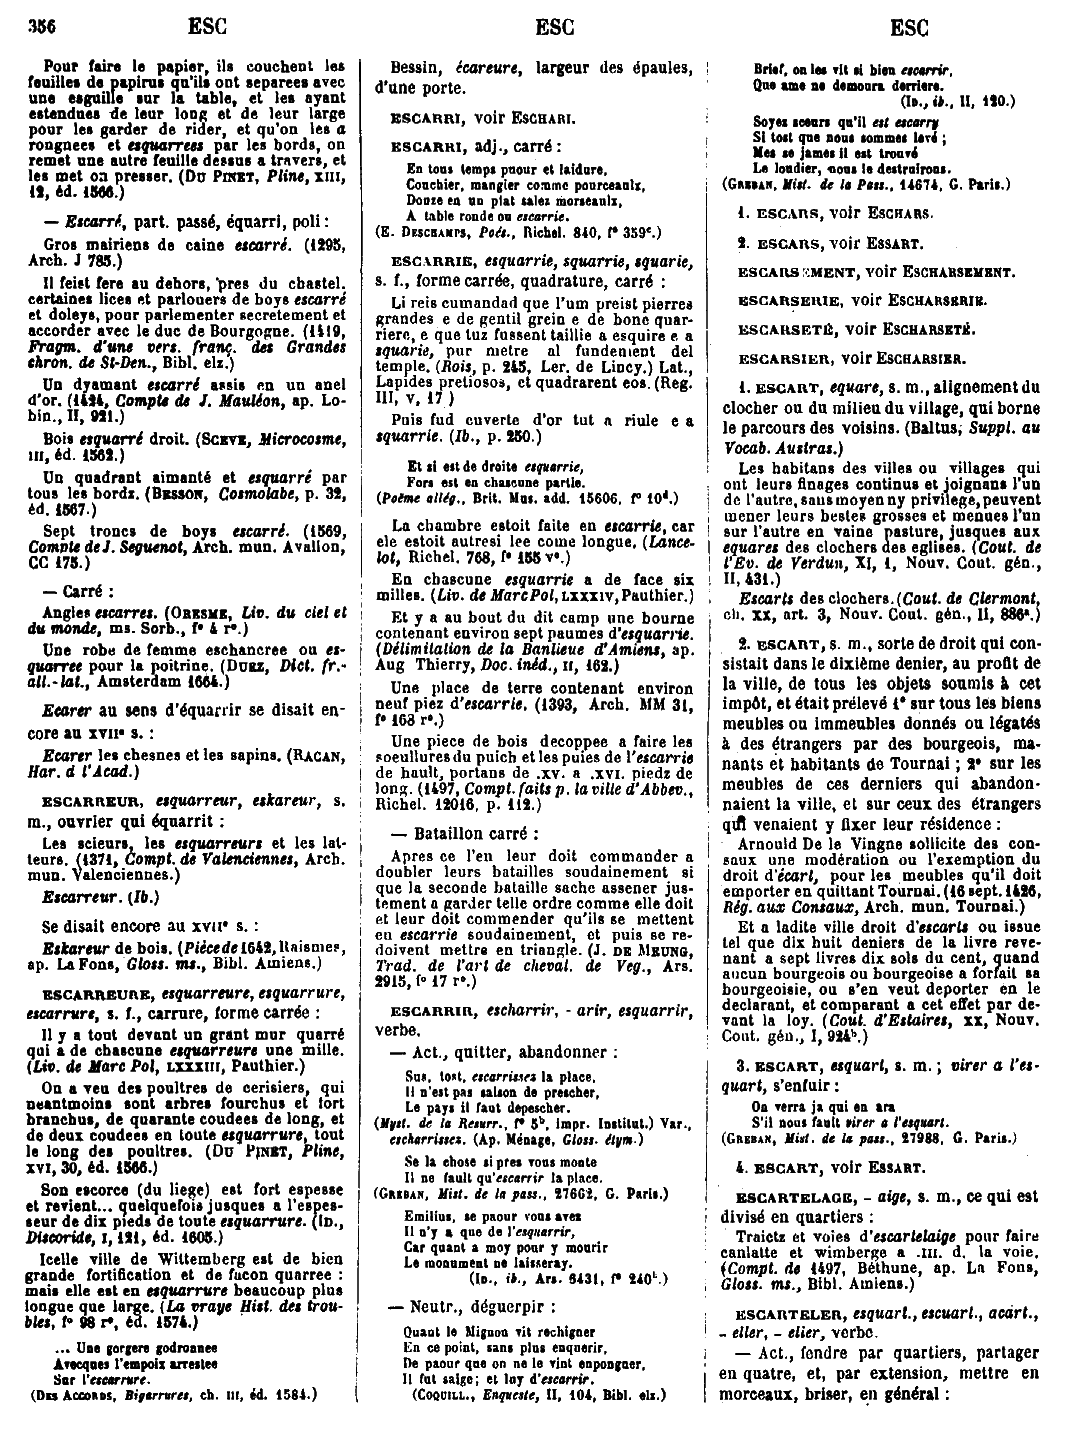 356 ESC ESC ESC
Pour faire le papier, ils couchent les
feuilles de papirus qu'ils ont separees avec
une esguille sur la table, et les ayant
estendues de leur long et de leur large
pour les garder de rider, et qu'on les a
rongnees et esquarrees par les bords, on
remet une autre feuille dessus a travers, et
les met on presser. (DU PINET, Pline, XIII,
12, éd. 1566.)
— Escarré, part. passé, équarri, poli :
Gros mairiens de caine escarré. (1295,
Arch. J 785.)
Il feist fere au dehors, pres du chastel.
certaines lices et parlouers de boys escarré
et doleys, pour parlementer secretement et
accorder avec le duc de Bourgogne. (1419,
Fragm. d'une vers. franç. des Grandes
chron. de St-Den., Bibl. elz.)
Un dyamant escarré assis en un anel
d'or. (1424, Compte de J. Mauléon, ap. Lo-
bin., II, 921.)
Bois esquarré droit. (SCEVE, Microcosme,
III, éd. 1562.)
Un quadrant aimanté et esquarré par
tous les bordz. (BESSON, Cosmolabe, p. 32,
éd. 1567.)
Sept troncs de boys escarré. (1569,
Compte de J. Seguenot, Arch. mun. Avallon,
CC 175.)
— Carré :
Angles escarres. (ORESME, Liv. du ciel et
du monde, ms. Sorb., f° 4 r°.)
Une robe de femme eschancree ou es-
quarree pour la poitrine. (DUEZ, Dict. fr.-
all.-lat., Amsterdam 1664.)
Ecarer au sens d'équarrir se disait en-
core au XVIIe s. :
Ecarer les chesnes et les sapins. (RACAN,
Har. d l'Acad.)
ESCARREUR, esquarreur, eskareur, s.
m., ouvrier qui équarrit :
Les scieurs, les esquarreurs et les lat-
teurs. (1371, Compt. de Valenciennes, Arch.
mun. Valenciennes.)
Escarreur. (Ib.)
Se disait encore au XVIIe s. :
Eskareur de bois. (Pièce de 1642, Raismes,
ap. La Fons, Gloss. ms., Bibl. Amiens.)
ESCARREURE, esquarreure, esquarrure,
escarrure, s. f., carrure, forme carrée :
Il y a tout devant un grant mur quarré
qui a de chascune esquarreure une mille.
(Liv. de Marc Pol, LXXXIII, Pauthier.)
On a veu des poultres de cerisiers, qui
neantmoins sont arbres fourchus et fort
branchus, de quarante coudees de long, et
de deux coudees en toute esquarrure, tout
le long des poultres. (DU PINET, Pline,
XVI, 30, éd. 1566.)
Son escorce (du liege) est fort espesse
et revient... quelquefois jusques a l'espes-
seur de dix pieds de toute esquarrure. (ID.,
Discoride, I, 121, éd. 1605.)
Icelle ville de Wittemberg est de bien
grande fortification et de facon quarree :
mais elle est en esquarrure beaucoup plus
longue que large. (La vraye Hist. des trou-
bles, f° 98 r°, éd. 1574.)
... Une gorgere godronnee
Avecques l'empoix arrestee
Sur l'escarrure.
(DES ACCORDS, Bigarrures, ch. III, éd. 1584.)
Bessin, écareure, largeur des épaules,
d'une porte.
ESCARRI, voir ESCHARI.
ESCARRI, adj., carré :
En tous temps puour et laidure,
Couchier, mangier comme pourceaulx,
Donze en un plat salez morseaulx,
A table ronde ou escarrie.
(E. DESCHAMPS, Poés., Richel. 840, f° 359c.)
ESCARRIE, esquarrie, squarrie, squarie,
s. f., forme carrée, quadrature, carré :
Li reis cumandad que l'um preist pierres
grandes e de gentil grein e de bone quar-
riere, e que tuz fussent taillie a esquire e a
squarie, pur metre al fundement del
temple. (Rois, p. 245, Ler. de Lincy.) Lat.,
Lapides pretiosos, et quadrarent eos. (Reg.
III, v, 17 )
Puis fud cuverte d'or tut a riule e a
squarrie. (Ib., p. 250.)
Et si est de droite esquarrie,
Fors est en chascune partie.
(Poème allég., Brit. Mus. add. 15606, f° 10d.)
La chambre estoit faite en escarrie, car
ele estoit autresi lee come longue. (Lance-
lot, Richel. 768, f° 155 v°.)
En chascune esquarrie a de face six
milles. (Liv. de Marc Pol, LXXXIV, Pauthier.)
Et y a au bout du dit camp une bourne
contenant environ sept paumes d'esquarrie.
(Délimitation de la Banlieue d'Amiens, ap.
Aug Thierry, Doc. inéd., II, 162.)
Une place de terre contenant environ
neuf piez d'escarrie. (1393, Arch. MM 31,
f° 168 r°.)
Une piece de bois decoppee a faire les
soeullures du puich et les puies de l'escarrie
de hault, portans de .XV. a .XVI. piedz de
long. (1497, Compt. faits p. la ville d'Abbev.,
Richel. 12016, p. 112.)
— Bataillon carré :
Apres ce l'en leur doit commander a
doubler leurs batailles soudainement si
que la seconde bataille sache assener jus-
tement a garder telle ordre comme elle doit
et leur doit commender qu'ils se mettent
en escarrie soudainement, et puis se re-
doivent mettre en triangle. (J. DE MEUNG,
Trad. de l'art de cheval. de Veg., Ars.
2915, f° 17 r°.)
ESCARRIR, escharrir, - arir, esquarrir,
verbe.
— Act., quitter, abandonner :
Sus, tost, escarrissez la place,
Il n'est pas saison de prescher,
Le pays il faut depescher.
(Myst. de la Resurr., f° 5b, impr. Institut.) Var.,
escharrissez. (Ap. Ménage, Gloss. étym.)
Se la chose si pres vous monte
Il ne fault qu'escarrir la place.
(GREBAN, Mist. de la pass., 27662, G. Paris.)
Emilius, se paour vous avez
Il n'y a que de l'esquarrir,
Car quant a moy pour y mourir
Le monument ne laisseray.
(ID., ib., Ars. 6431, f° 240b.)
— Neutr., déguerpir :
Quant le Mignon vit rechigner
En ce point, sans plus enquerir,
De paour que on ne le vint enpongner,
Il fut saige; et luy d'escarrir.
(COQUILL., Enqueste, II, 104, Bibl. elz.)
Brief, on les vit si bien escarrir,
Que ame ne demoura derriere.
(ID., ib., II, 120.)
Soyez sceurs qu'il est escarry
Si tost que nous sommes levé ;
Mes se james il est trouvé
Le loudier, nous le destruirons.
(GREBAN, Mist. de la Pass., 14674, G. Paris.)
1. ESCARS, voir ESCHARS.
2. ESCARS, voir ESSART.
ESCARSEMENT, voir ESCHARSEMENT.
ESCARSERIE, voir ESCHARSERIE.
ESCARSETÉ, voir ESCHARSETÉ.
ESCARSIER, voir ESCHARSIER.
1. ESCART, equare, s. m., alignement du
clocher ou du milieu du village, qui borne
le parcours des voisins. (Baltus, Suppl. au
Vocab. Austras.)
Les habitans des villes ou villages qui
ont leurs finages continus et joignans l'un
de l'autre, sans moyen ny privilege, peuvent
mener leurs bestes grosses et menues l'un
sur l'autre en vaine pasture, jusques aux
equares des clochers des eglises. (Cout. de
l'Ev. de Verdun, XI, 1, Nouv. Cout. gén.,
II, 431.)
Escarts des clochers. (Cout. de Clermont,
ch. XX, art. 3, Nouv. Cout. gén., II, 886a.)
2. ESCART, s. m., sorte de droit qui con-
sistait dans le dixième denier, au profit de
la ville, de tous les objets soumis à cet
impôt, et était prélevé 1° sur tous les biens
meubles ou immeubles donnés ou légatés
à des étrangers par des bourgeois, ma-
nants et habitants de Tournai ; 2° sur les
meubles de ces derniers qui abandon-
naient la ville, et sur ceux des étrangers
qui venaient y fixer leur résidence :
Arnould De le Vingne sollicite des con-
saux une modération ou l'exemption du
droit d'écart, pour les meubles qu'il doit
emporter en quittant Tournai. (16 sept. 1426,
Rég. aux Consaux, Arch. mun. Tournai.)
Et a ladite ville droit d'escarts ou issue
tel que dix huit deniers de la livre reve-
nant a sept livres dix sols du cent, quand
aucun bourgeois ou bourgeoise a forfait sa
bourgeoisie, ou s'en veut deporter en le
declarant, et comparant a cet effet par de-
vant la loy. (Cout. d'Estaires, XX, Nouv.
Cout. gén., I, 924b.)
3. ESCART, esquart, s. m. ; virer a l'es-
quart, s'enfuir :
On verra ja qui en ara
S'il nous fault virer a l'esquart.
(GREBAN, Mist. de la pass., 27988, G. Paris.)
4. ESCART, voir ESSART.
ESCARTELAGE, - aige, s. m., ce qui est
divisé en quartiers :
Traictz et voies d'escartelaige pour faire
canlatte et wimberge a .III. d. la voie.
(Compt. de 1497, Béthune, ap. La Fons,
Gloss. ms., Bibl. Amiens.)
ESCARTELER, esquart., escuart., acart.,
- eller, - elier, verbe.
— Act., fendre par quartiers, partager
en quatre, et, par extension, mettre en
morceaux, briser, en général :